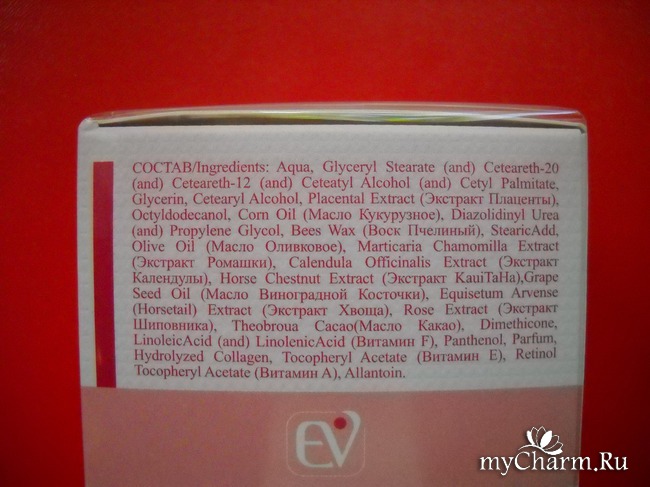 СОСТАВ/Ingredients: Aqua, Glyceryl Stearate (and) Ceteareth-20
(and) Ceteareth-12 (and) Ceteatyl Alcohol (and) Cetyl Palmitate,
Glycerin, Cetearyl Alcohol, Placental Extract (Экстракт Плаценты),
Octyldodecanol, Corn Oil (Масло Кукурузное), Diazolidinyl Urea
(and) Propylene Glycol, Bees Wax (Воск Пчелиный), StearicAdd,
Olive Oil (Масло Оливковое), Marticaria Chamomilla Extract
(Экстракт Ромашки), Calendula Officinalis Extract (Экстракт
Календулы), Horse Chestnut Extract (Экстракт KauiTaHa),Grape
Seed Oil (Масло Виноградной Косточки), Equisetum Arvense
(Horsetail) Extract (Экстракт Хвоща), Rose Extract (Экстракт
Шиповника), Theobroua Cacao(Масло Какао), Dimethicone,
LinoleicAcid (and) LinolenicAcid (Витамин F), Panthenol, Parfum,
Hydrolyzed Collagen, Tocopheryl Acetate (Витамин Е), Retinol
Tocopheryl Acetate (Витамин А), Allantoin.
EV
myCharm.Ru